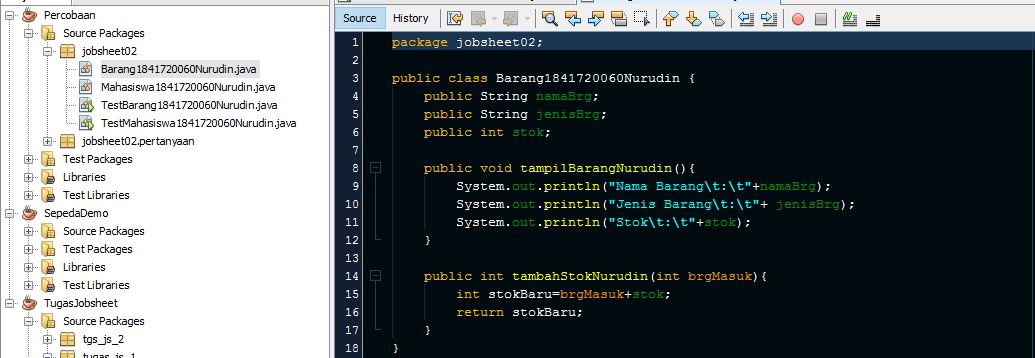 Percobaan
Source Packages
jobsheet02
Barang1841720060Nurudin.java
Mahasiswa1841720060Nurudin.java
TestBarang1841720060Nurudin.java
TestMahasiswa1841720060Nurudin.java
jobsheet02.pertanyaan
Test Packages
Libraries
Test Libraries
SepedaDemo
Source Packages
Test Packages
Libraries
Test Libraries
TugasJobsheet
Source Packages
tgs_js_2
tugas_js_1
Source History
1 package jobsheet02;
2
3 public class Barang1841720060Nurudin {
4 public String namaBrg;
5 public String jenisBrg;
6 public int stok;
7
8 public void tampilBarangNurudin(){
9 System.out.println("Nama Barang\t:\t"+namaBrg);
10 System.out.println("Jenis Barang\t:\t"+ jenisBrg);
11 System.out.println("Stok\t:\t"+stok);
12 }
13
14 public int tambahStokNurudin(int brgMasuk){
15 int stokBaru=brgMasuk+stok;
16 return stokBaru;
17 }
18 }